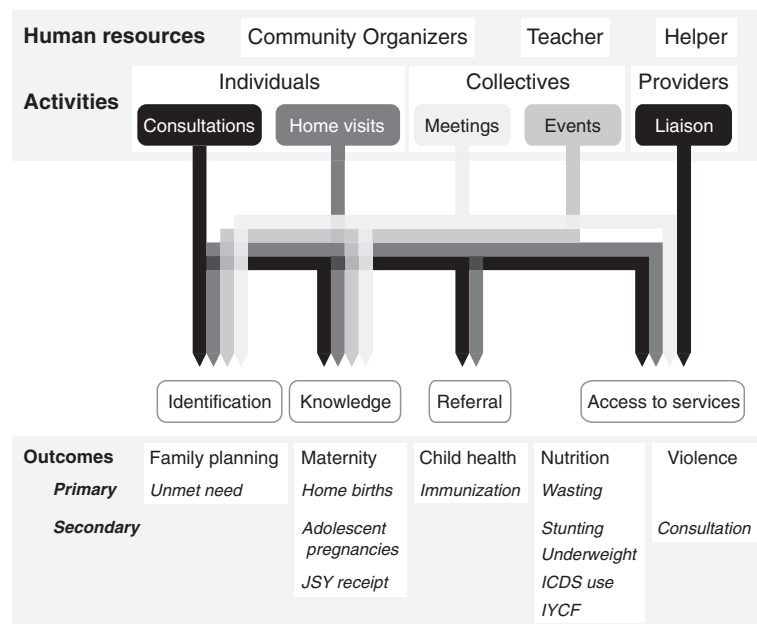 Human resources Community Organizers Teacher Helper
Individuals Collectives Providers
Activities
Consultations Home visits Meetings Events Liaison
Identification Knowledge Referral Access to services
Outcomes Family planning Maternity Child health Nutrition Violence
Primary Unmet need Home births Immunization Wasting
Secondary Adolescent Stunting Consultation
pregnancies Underweight
JSY receipt ICDS use
IYCF